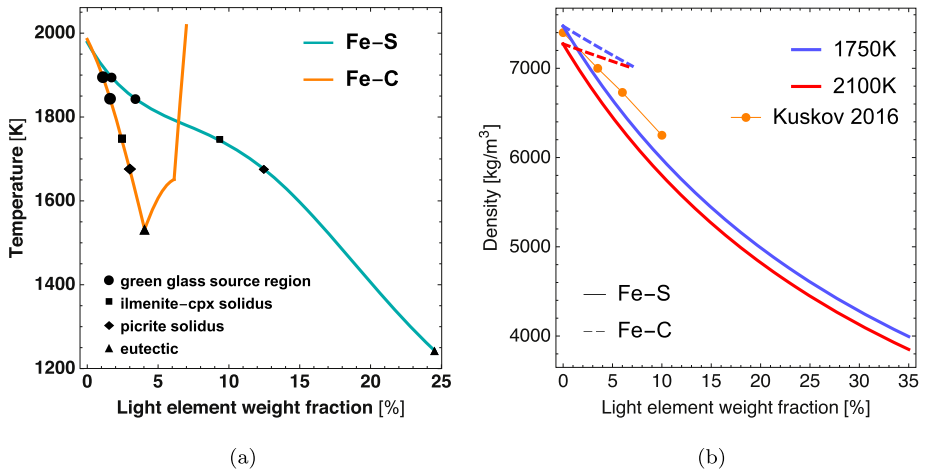 (a)
Temperature [K]
2000
1800
1600
1400
1200
Fe–S
Fe–C
green glass source region
ilmenite–cpx solidus
picrite solidus
eutectic
0 5 10 15 20 25
Light element weight fraction [%]
(b)
Density [kg/m³]
7000
6000
5000
4000
1750K
2100K
Kuskov 2016
Fe–S
Fe–C
0 5 10 15 20 25 30 35
Light element weight fraction [%]